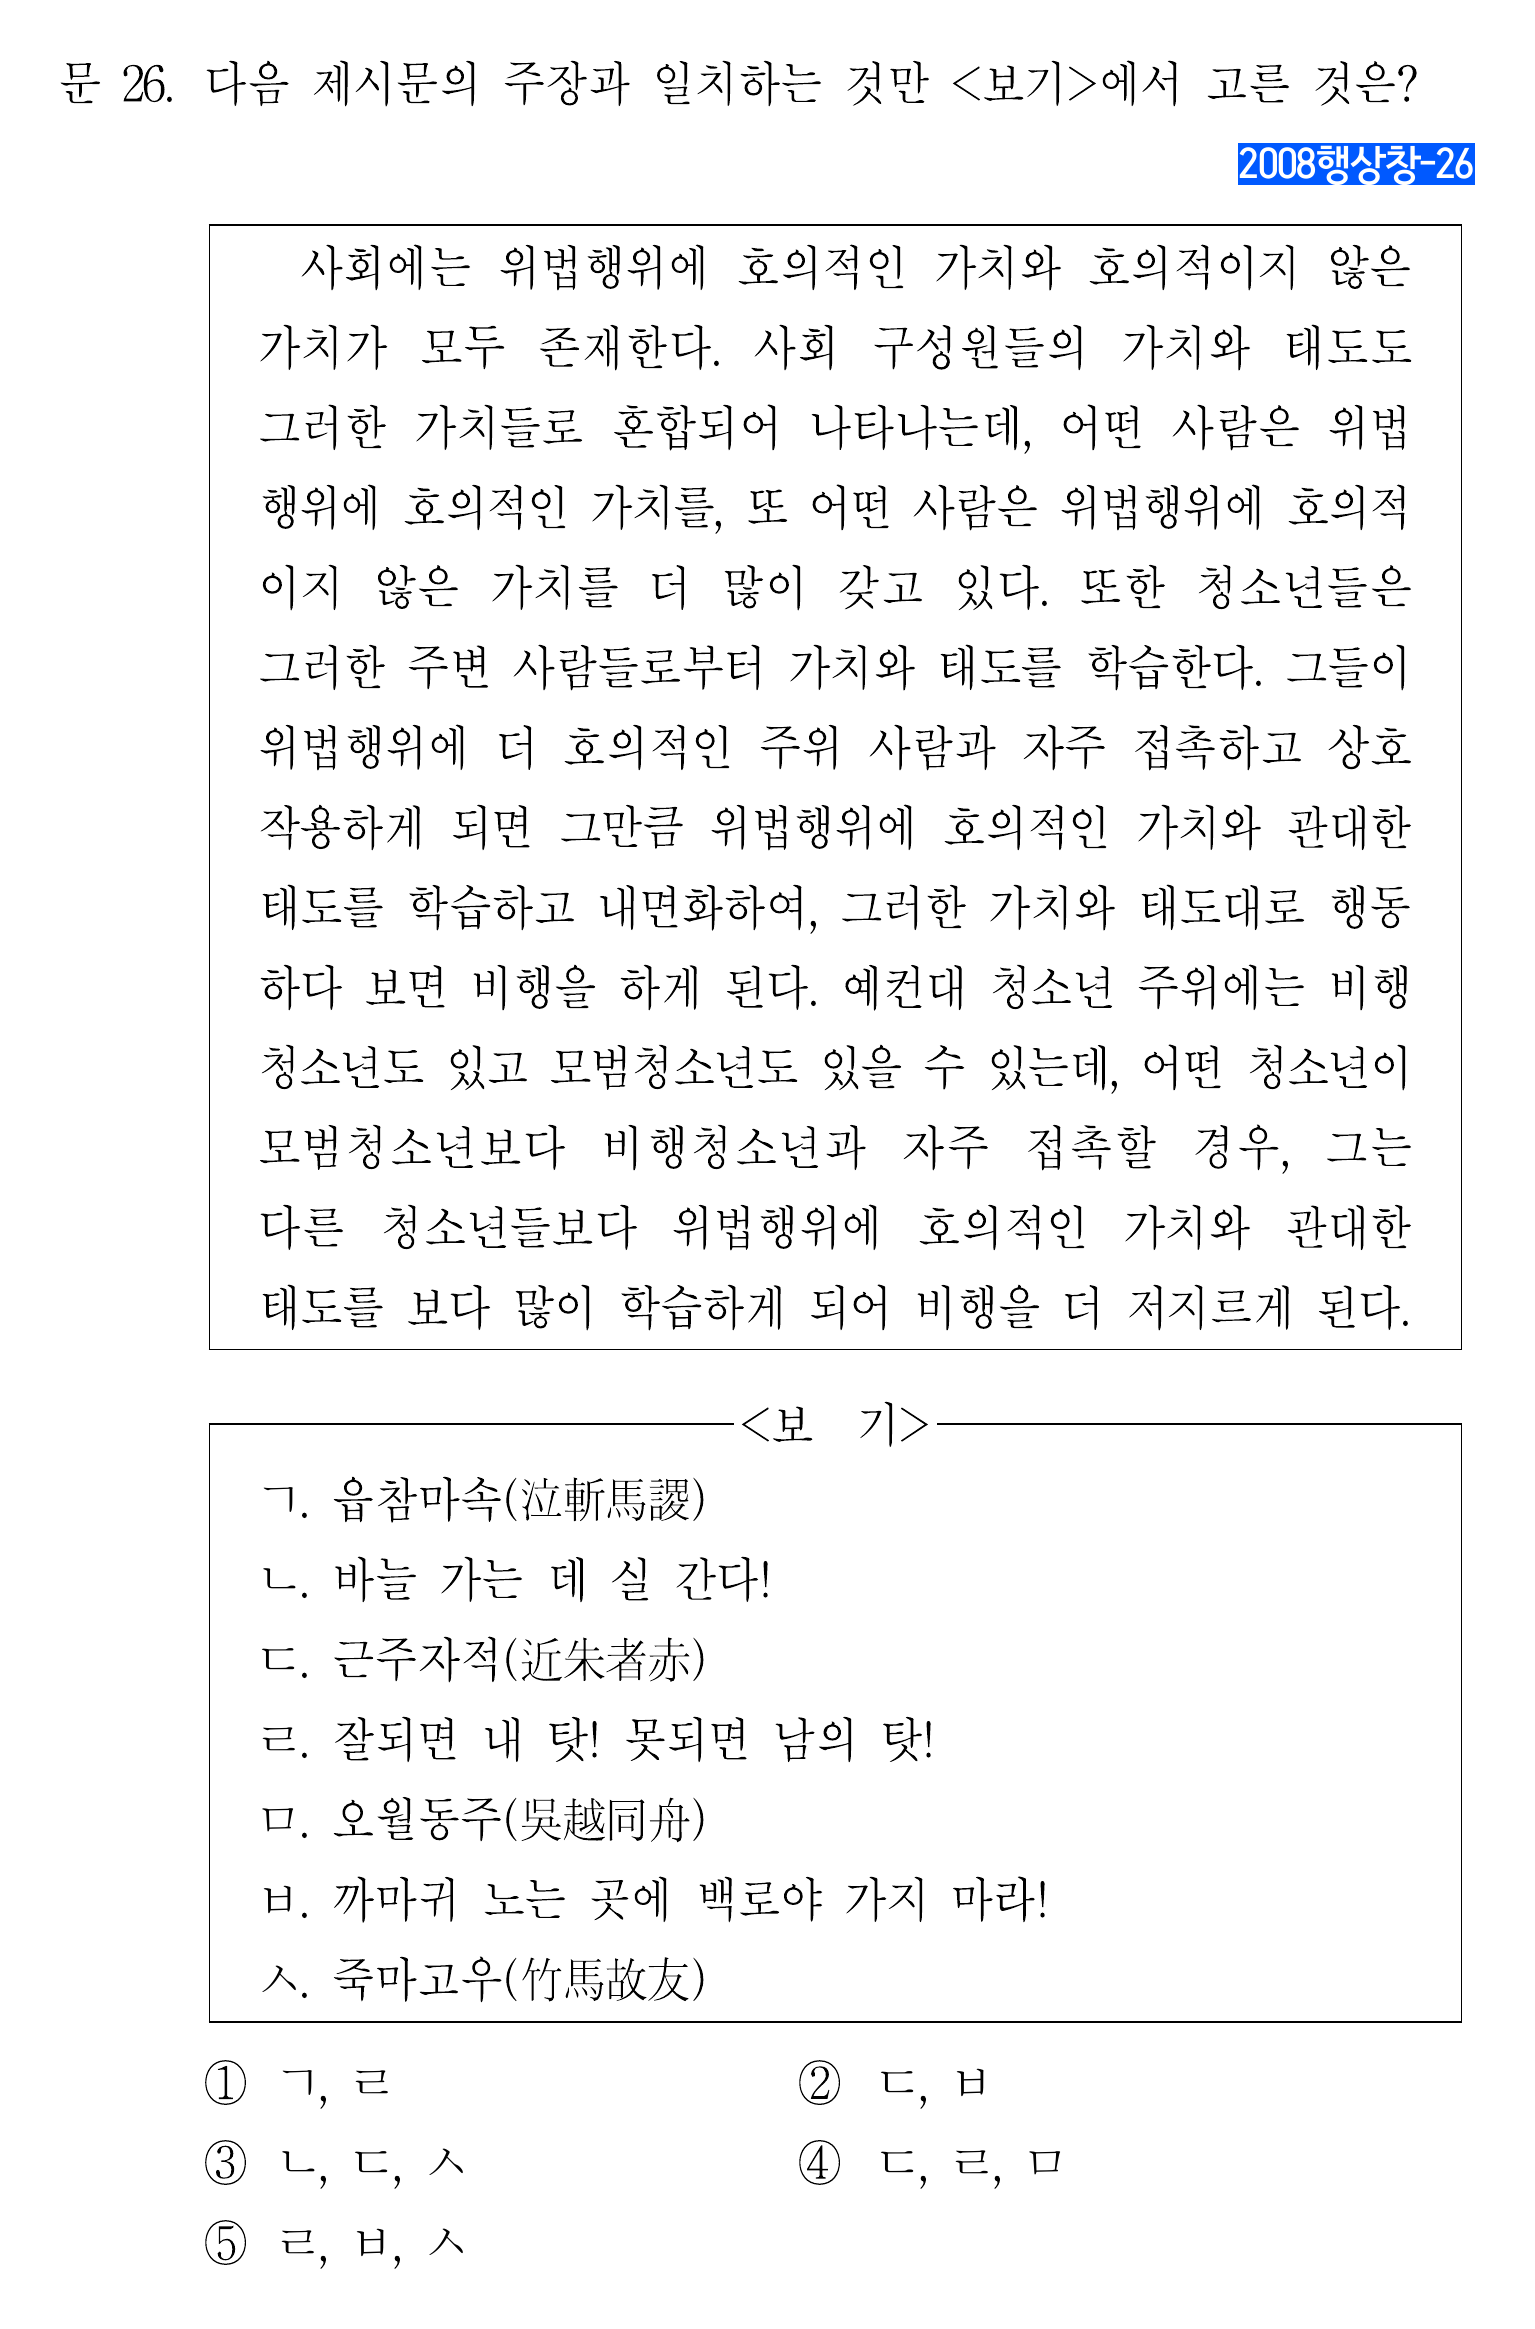 문 26. 다음 제시문의 주장과 일치하는 것만 <보기>에서 고른 것은?
2008행상창-26
사회에는 위법행위에 호의적인 가치와 호의적이지 않은
가치가 모두 존재한다. 사회 구성원들의 가치와 태도도
그러한 가치들로 혼합되어 나타나는데, 어떤 사람은 위법
행위에 호의적인 가치를, 또 어떤 사람은 위법행위에 호의적
이지 않은 가치를 더 많이 갖고 있다. 또한 청소년들은
그러한 주변 사람들로부터 가치와 태도를 학습한다. 그들이
위법행위에 더 호의적인 주위 사람과 자주 접촉하고 상호
작용하게 되면 그만큼 위법행위에 호의적인 가치와 관대한
태도를 학습하고 내면화하여, 그러한 가치와 태도대로 행동
하다 보면 비행을 하게 된다. 예컨대 청소년 주위에는 비행
청소년도 있고 모범청소년도 있을 수 있는데, 어떤 청소년이
모범청소년보다 비행청소년과 자주 접촉할 경우, 그는
다른 청소년들보다 위법행위에 호의적인 가치와 관대한
태도를 보다 많이 학습하게 되어 비행을 더 저지르게 된다.
<보 기>
ㄱ. 읍참마속(泣斬馬謖)
ㄴ. 바늘 가는 데 실 간다!
ㄷ. 근주자적(近朱者赤)
ㄹ. 잘되면 내 탓! 못되면 남의 탓!
ㅁ. 오월동주(吳越同舟)
ㅂ. 까마귀 노는 곳에 백로야 가지 마라!
ㅅ. 죽마고우(竹馬故友)
① ㄱ, ㄹ ② ㄷ, ㅂ
③ ㄴ, ㄷ, ㅅ ④ ㄷ, ㄹ, ㅁ
⑤ ㄹ, ㅂ, ㅅ